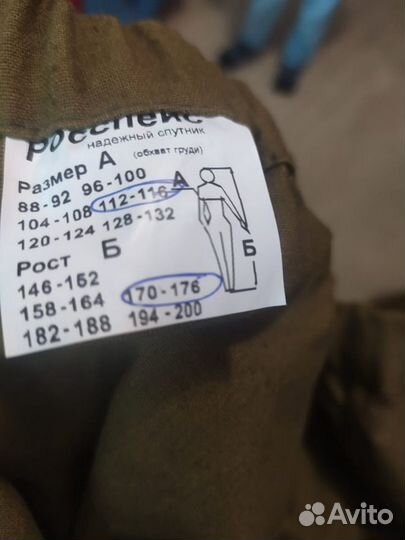 надежный спутник
Размер А (обхват груди)
88-92 96-100
104-108 112-116 А
120-124 128-132
Рост Б
Б
146-152
158-164 170-176
182-188 194-200
Avito